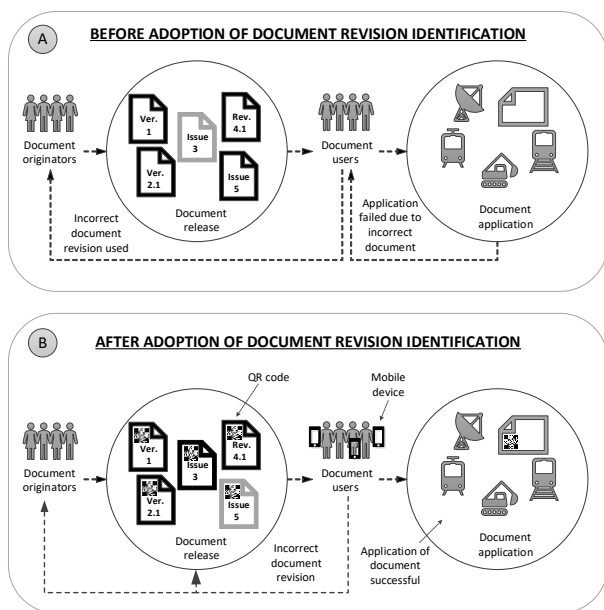 A
BEFORE ADOPTION OF DOCUMENT REVISION IDENTIFICATION
Document
originators
Ver.
1
Issue
3
Rev.
4.1
Ver.
2.1
Issue
5
Document
release
Document
users
Document
application
Incorrect
document
revision used
Application
failed due to
incorrect
document
B
AFTER ADOPTION OF DOCUMENT REVISION IDENTIFICATION
QR code
Mobile
device
Document
originators
Ver.
1
Issue
3
Rev.
4.1
Ver.
2.1
Issue
5
Document
release
Document
users
Document
application
Incorrect
document
revision
Application of
document
successful